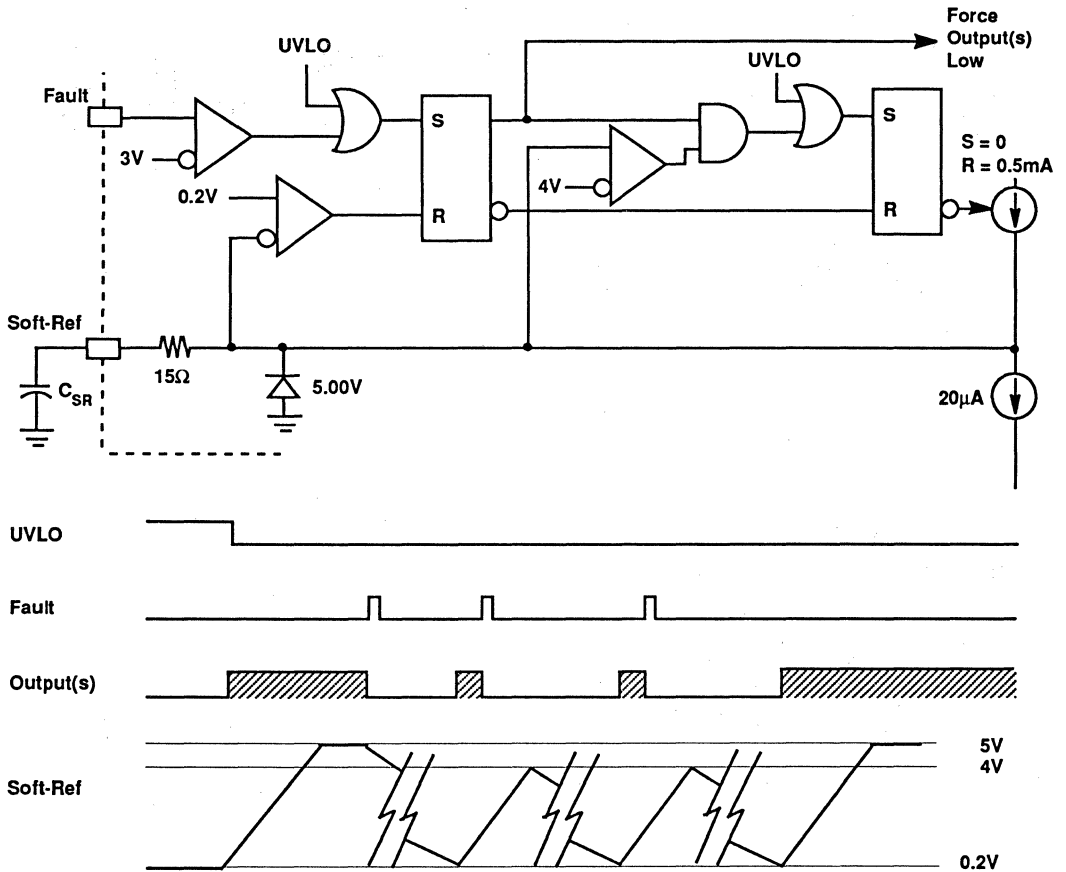 Force
Output(s)
Low
UVLO
UVLO
Fault
S
S
3V
S = 0
R = 0.5mA
0.2V
4V
R
R
Soft-Ref
15Ω
C_SR
5.00V
20μA
UVLO
Fault
Output(s)
5V
4V
Soft-Ref
0.2V